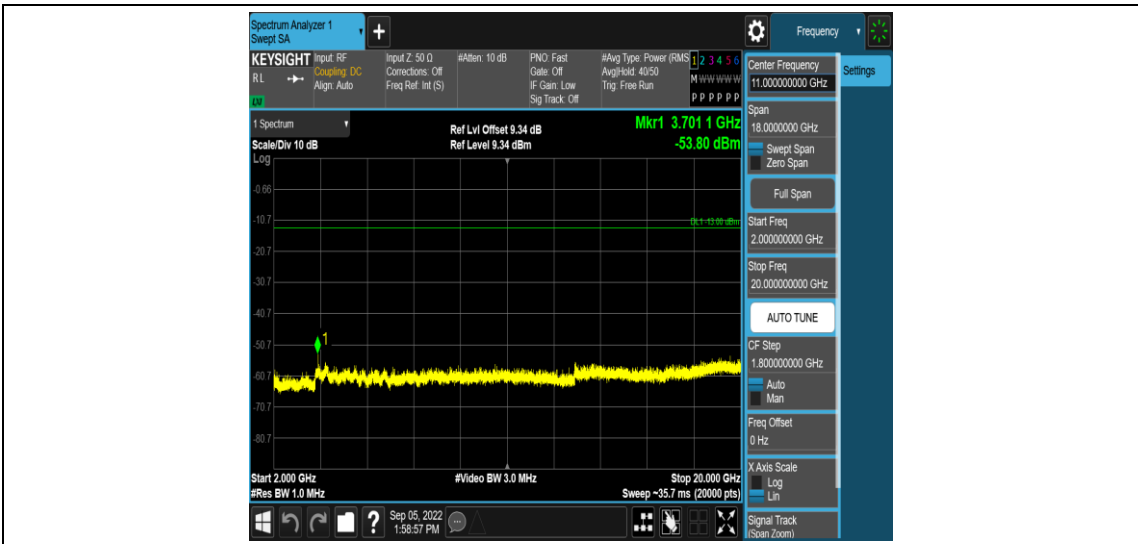 Spectrum Analyzer 1
Swept SA
+
Frequency
KEYSIGHT
RL
LXI
Input: RF
Coupling: DC
Align: Auto
Input Z: 50 Ω
Corrections: Off
Freq Ref: Int (S)
#Atten: 10 dB
PNO: Fast
Gate: Off
IF Gain: Low
Sig Track: Off
#Avg Type: Power (RMS
Avg|Hold: 40/50
Trig: Free Run
1 2 3 4 5 6
M W W W W W
P P P P P P
Center Frequency
11.000000000 GHz
Settings
Span
18.0000000 GHz
Swept Span
Zero Span
Full Span
Start Freq
2.000000000 GHz
Stop Freq
20.000000000 GHz
AUTO TUNE
CF Step
1.800000000 GHz
Auto
Man
Freq Offset
0 Hz
X Axis Scale
Log
Lin
Signal Track
(Span Zoom)
1 Spectrum
Scale/Div 10 dB
Log
Ref Lvl Offset 9.34 dB
Ref Level 9.34 dBm
Mkr1 3.701 1 GHz
-53.80 dBm
-0.66
-10.7
DL1 -13.00 dBm
-20.7
-30.7
-40.7
-50.7
1
-60.7
-70.7
-80.7
Start 2.000 GHz
#Video BW 3.0 MHz
Stop 20.000 GHz
#Res BW 1.0 MHz
Sweep ~35.7 ms (20000 pts)
?
Sep 05, 2022
1:58:57 PM